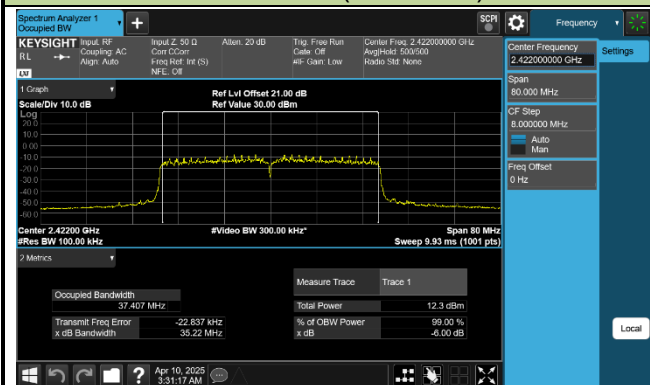 Spectrum Analyzer 1
Occupied BW
SCPI
Frequency
KEYSIGHT Input: RF
RL
Coupling: AC
Align: Auto
LXI
Input Z: 50 Ω
Corr CCorr
Freq Ref: Int (S)
NFE: Off
Atten: 20 dB
Trig: Free Run
Gate: Off
#IF Gain: Low
Center Freq: 2.422000000 GHz
Avg|Hold: 500/500
Radio Std: None
Center Frequency
2.422000000 GHz
Settings
Span
80.000 MHz
CF Step
8.000000 MHz
Auto
Man
Freq Offset
0 Hz
1 Graph
Scale/Div 10.0 dB
Ref Lvl Offset 21.00 dB
Ref Value 30.00 dBm
Log
20.0
10.0
0.00
-10.0
-20.0
-30.0
-40.0
-50.0
-60.0
Center 2.42200 GHz
#Res BW 100.00 kHz
#Video BW 300.00 kHz*
Span 80 MHz
Sweep 9.93 ms (1001 pts)
2 Metrics
Measure Trace
Trace 1
Occupied Bandwidth
37.407 MHz
Total Power
12.3 dBm
Transmit Freq Error
-22.837 kHz
% of OBW Power
99.00 %
x dB Bandwidth
35.22 MHz
x dB
-6.00 dB
Local
Apr 10, 2025
3:31:17 AM